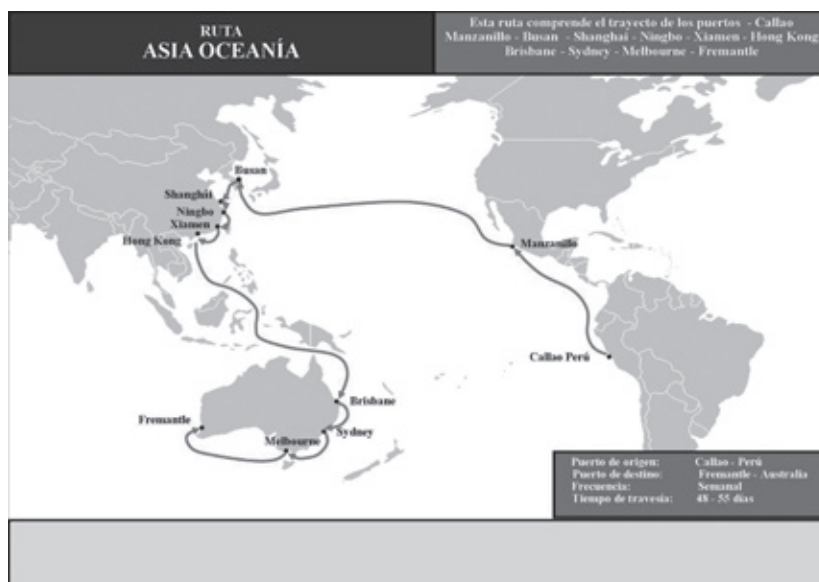 RUTA
ASIA OCEANÍA
Esta ruta comprende el trayecto de los puertos - Callao
Manzanillo - Busan - Shanghai - Ningbo - Xiamen - Hong Kong
Brisbane - Sydney - Melbourne - Fremantle
Busan
Shanghái
Ningbo
Xiamen
Hong Kong
Manzanillo
Callao Perú
Brisbane
Fremantle
Sydney
Melbourne
Puerto de origen: Callao - Perú
Puerto de destino: Fremantle - Australia
Frecuencia: Semanal
Tiempo de travesía: 48 - 55 días